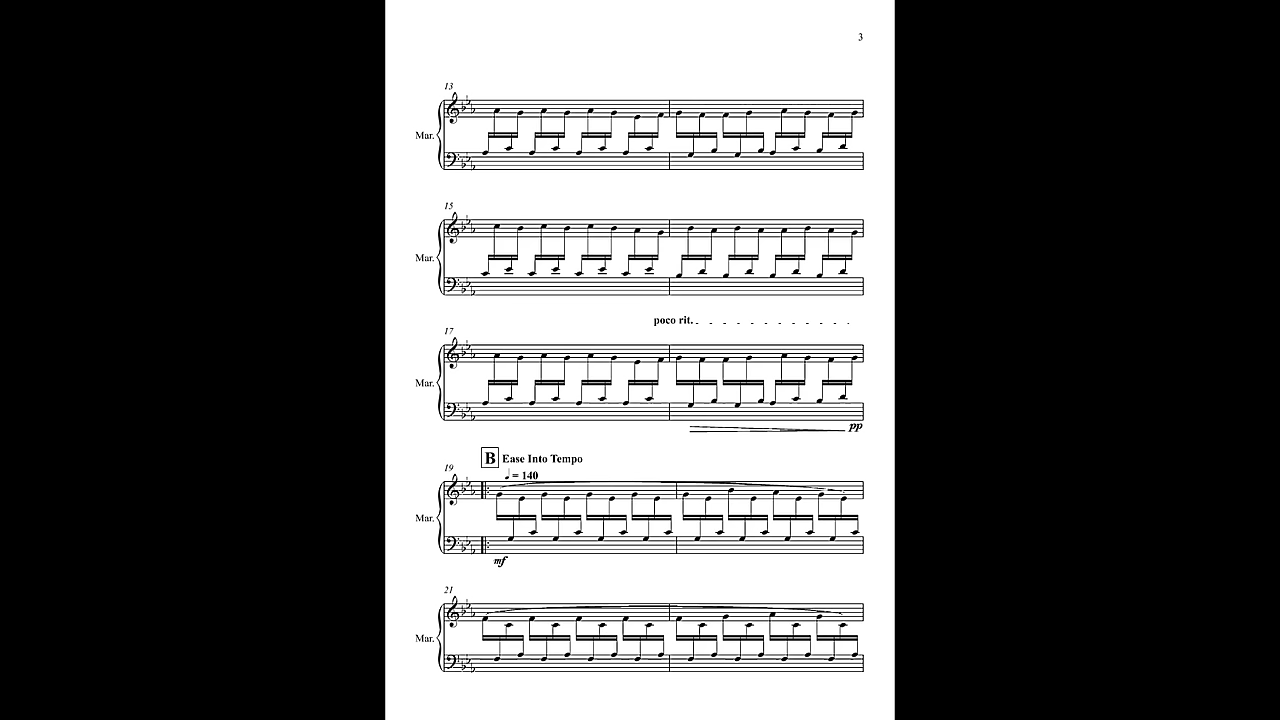 3
13
Mar.
15
Mar.
poco rit.
17
Mar.
pp
B Ease Into Tempo
19
♩ = 140
Mar.
mf
21
Mar.